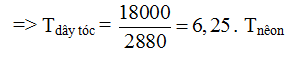 => T dây tóc = 18000/2880 = 6,25 . T nêon